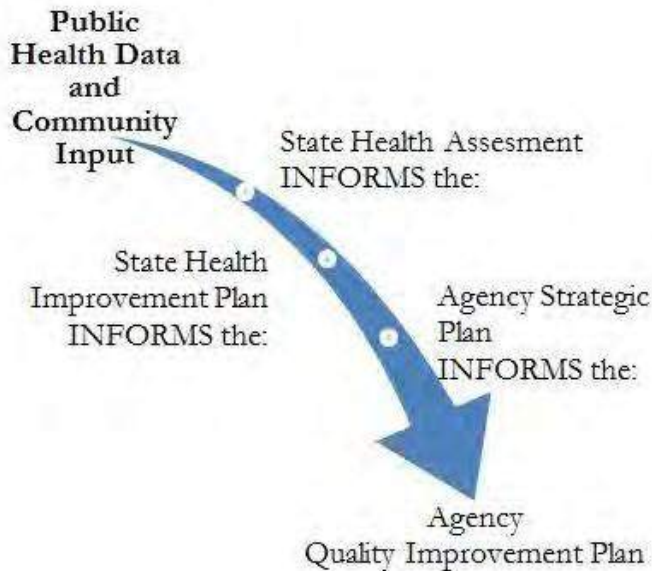 Public
Health Data
and
Community
Input
State Health Assesment
INFORMS the:
State Health
Improvement Plan
INFORMS the:
Agency Strategic
Plan
INFORMS the:
Agency
Quality Improvement Plan